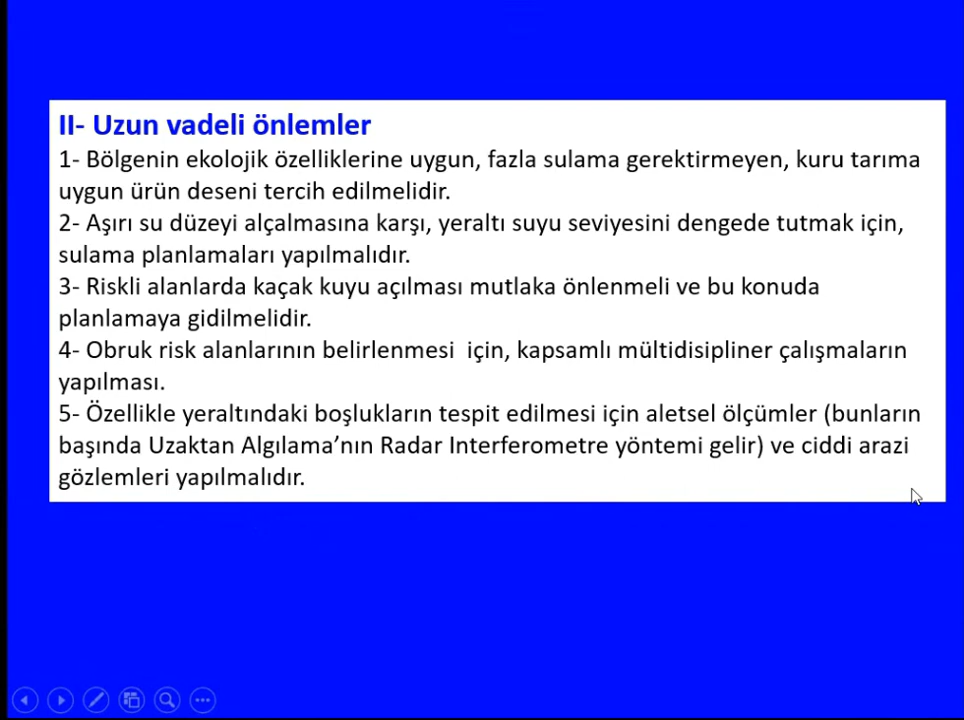 II- Uzun vadeli önlemler
1- Bölgenin ekolojik özelliklerine uygun, fazla sulama gerektirmeyen, kuru tarıma
uygun ürün deseni tercih edilmelidir.
2- Aşırı su düzeyi alçalmasına karşı, yeraltı suyu seviyesini dengede tutmak için,
sulama planlamaları yapılmalıdır.
3- Riskli alanlarda kaçak kuyu açılması mutlaka önlenmeli ve bu konuda
planlamaya gidilmelidir.
4- Obruk risk alanlarının belirlenmesi  için, kapsamlı mültidisipliner çalışmaların
yapılması.
5- Özellikle yeraltındaki boşlukların tespit edilmesi için aletsel ölçümler (bunların
başında Uzaktan Algılama’nın Radar Interferometre yöntemi gelir) ve ciddi arazi
gözlemleri yapılmalıdır.